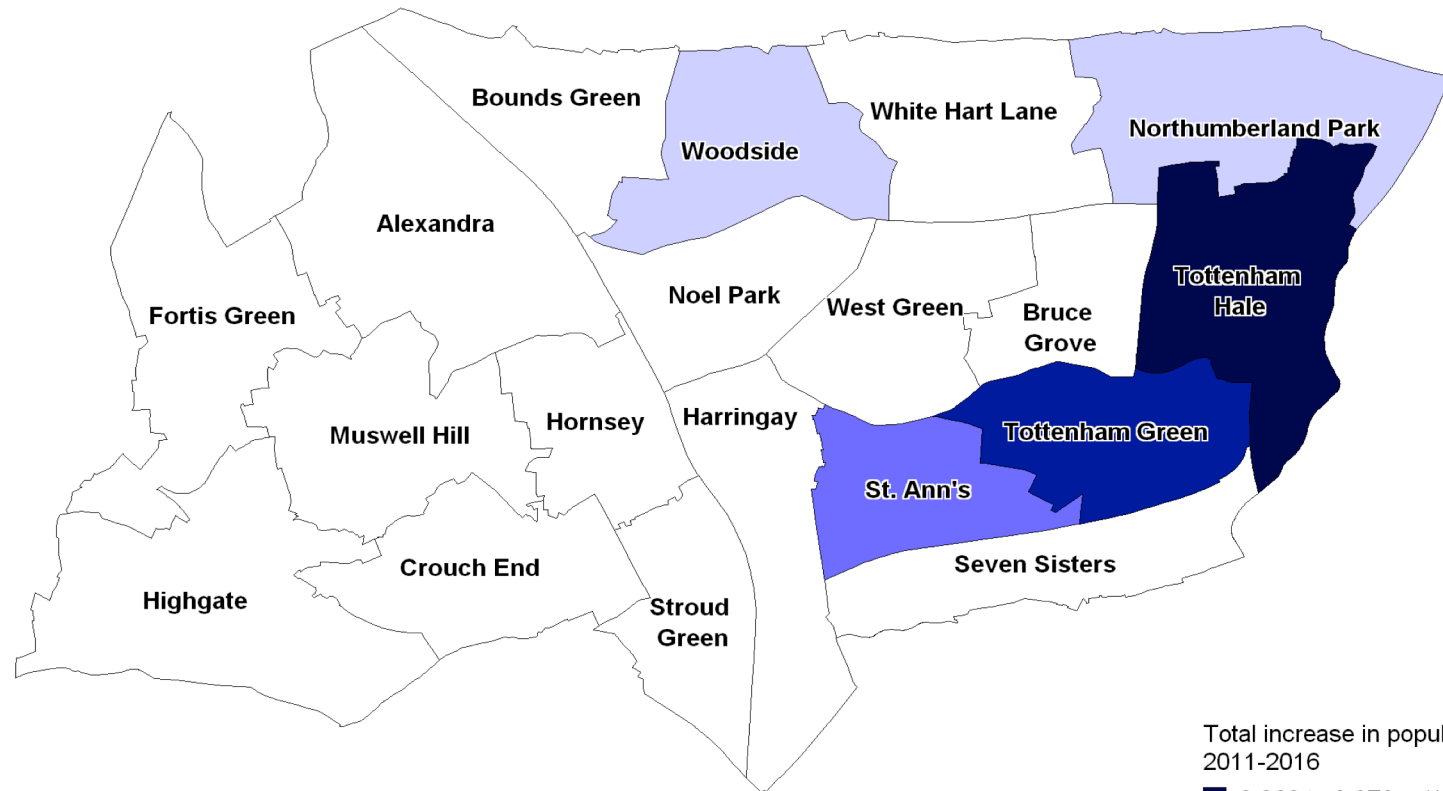 Bounds Green
White Hart Lane
Northumberland Park
Woodside
Alexandra
Tottenham
Hale
Noel Park
West Green
Fortis Green
Bruce
Grove
Harringay
Hornsey
Muswell Hill
Tottenham Green
St. Ann's
Seven Sisters
Crouch End
Highgate
Stroud
Green
Total increase in popul
2011-2016